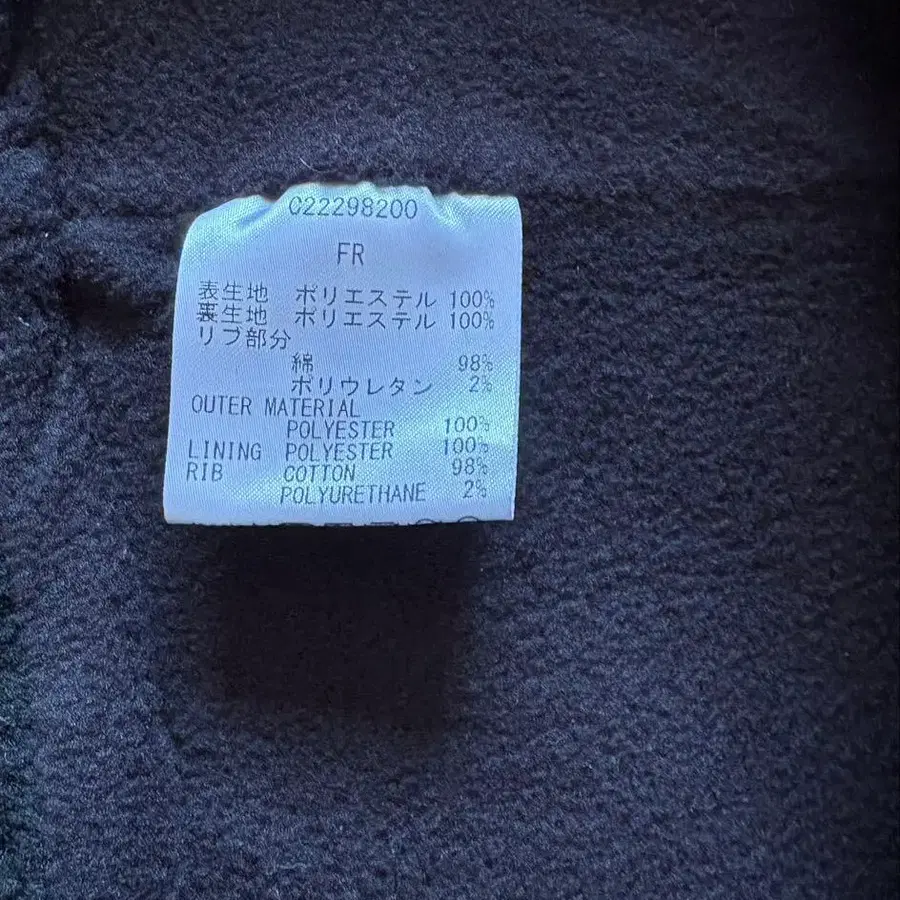 C22298200
FR
表生地 ポリエステル 100%
裏生地 ポリエステル 100%
リブ部分
綿 98%
ポリウレタン 2%
OUTER MATERIAL
POLYESTER 100%
LINING POLYESTER 100%
RIB COTTON 98%
POLYURETHANE 2%